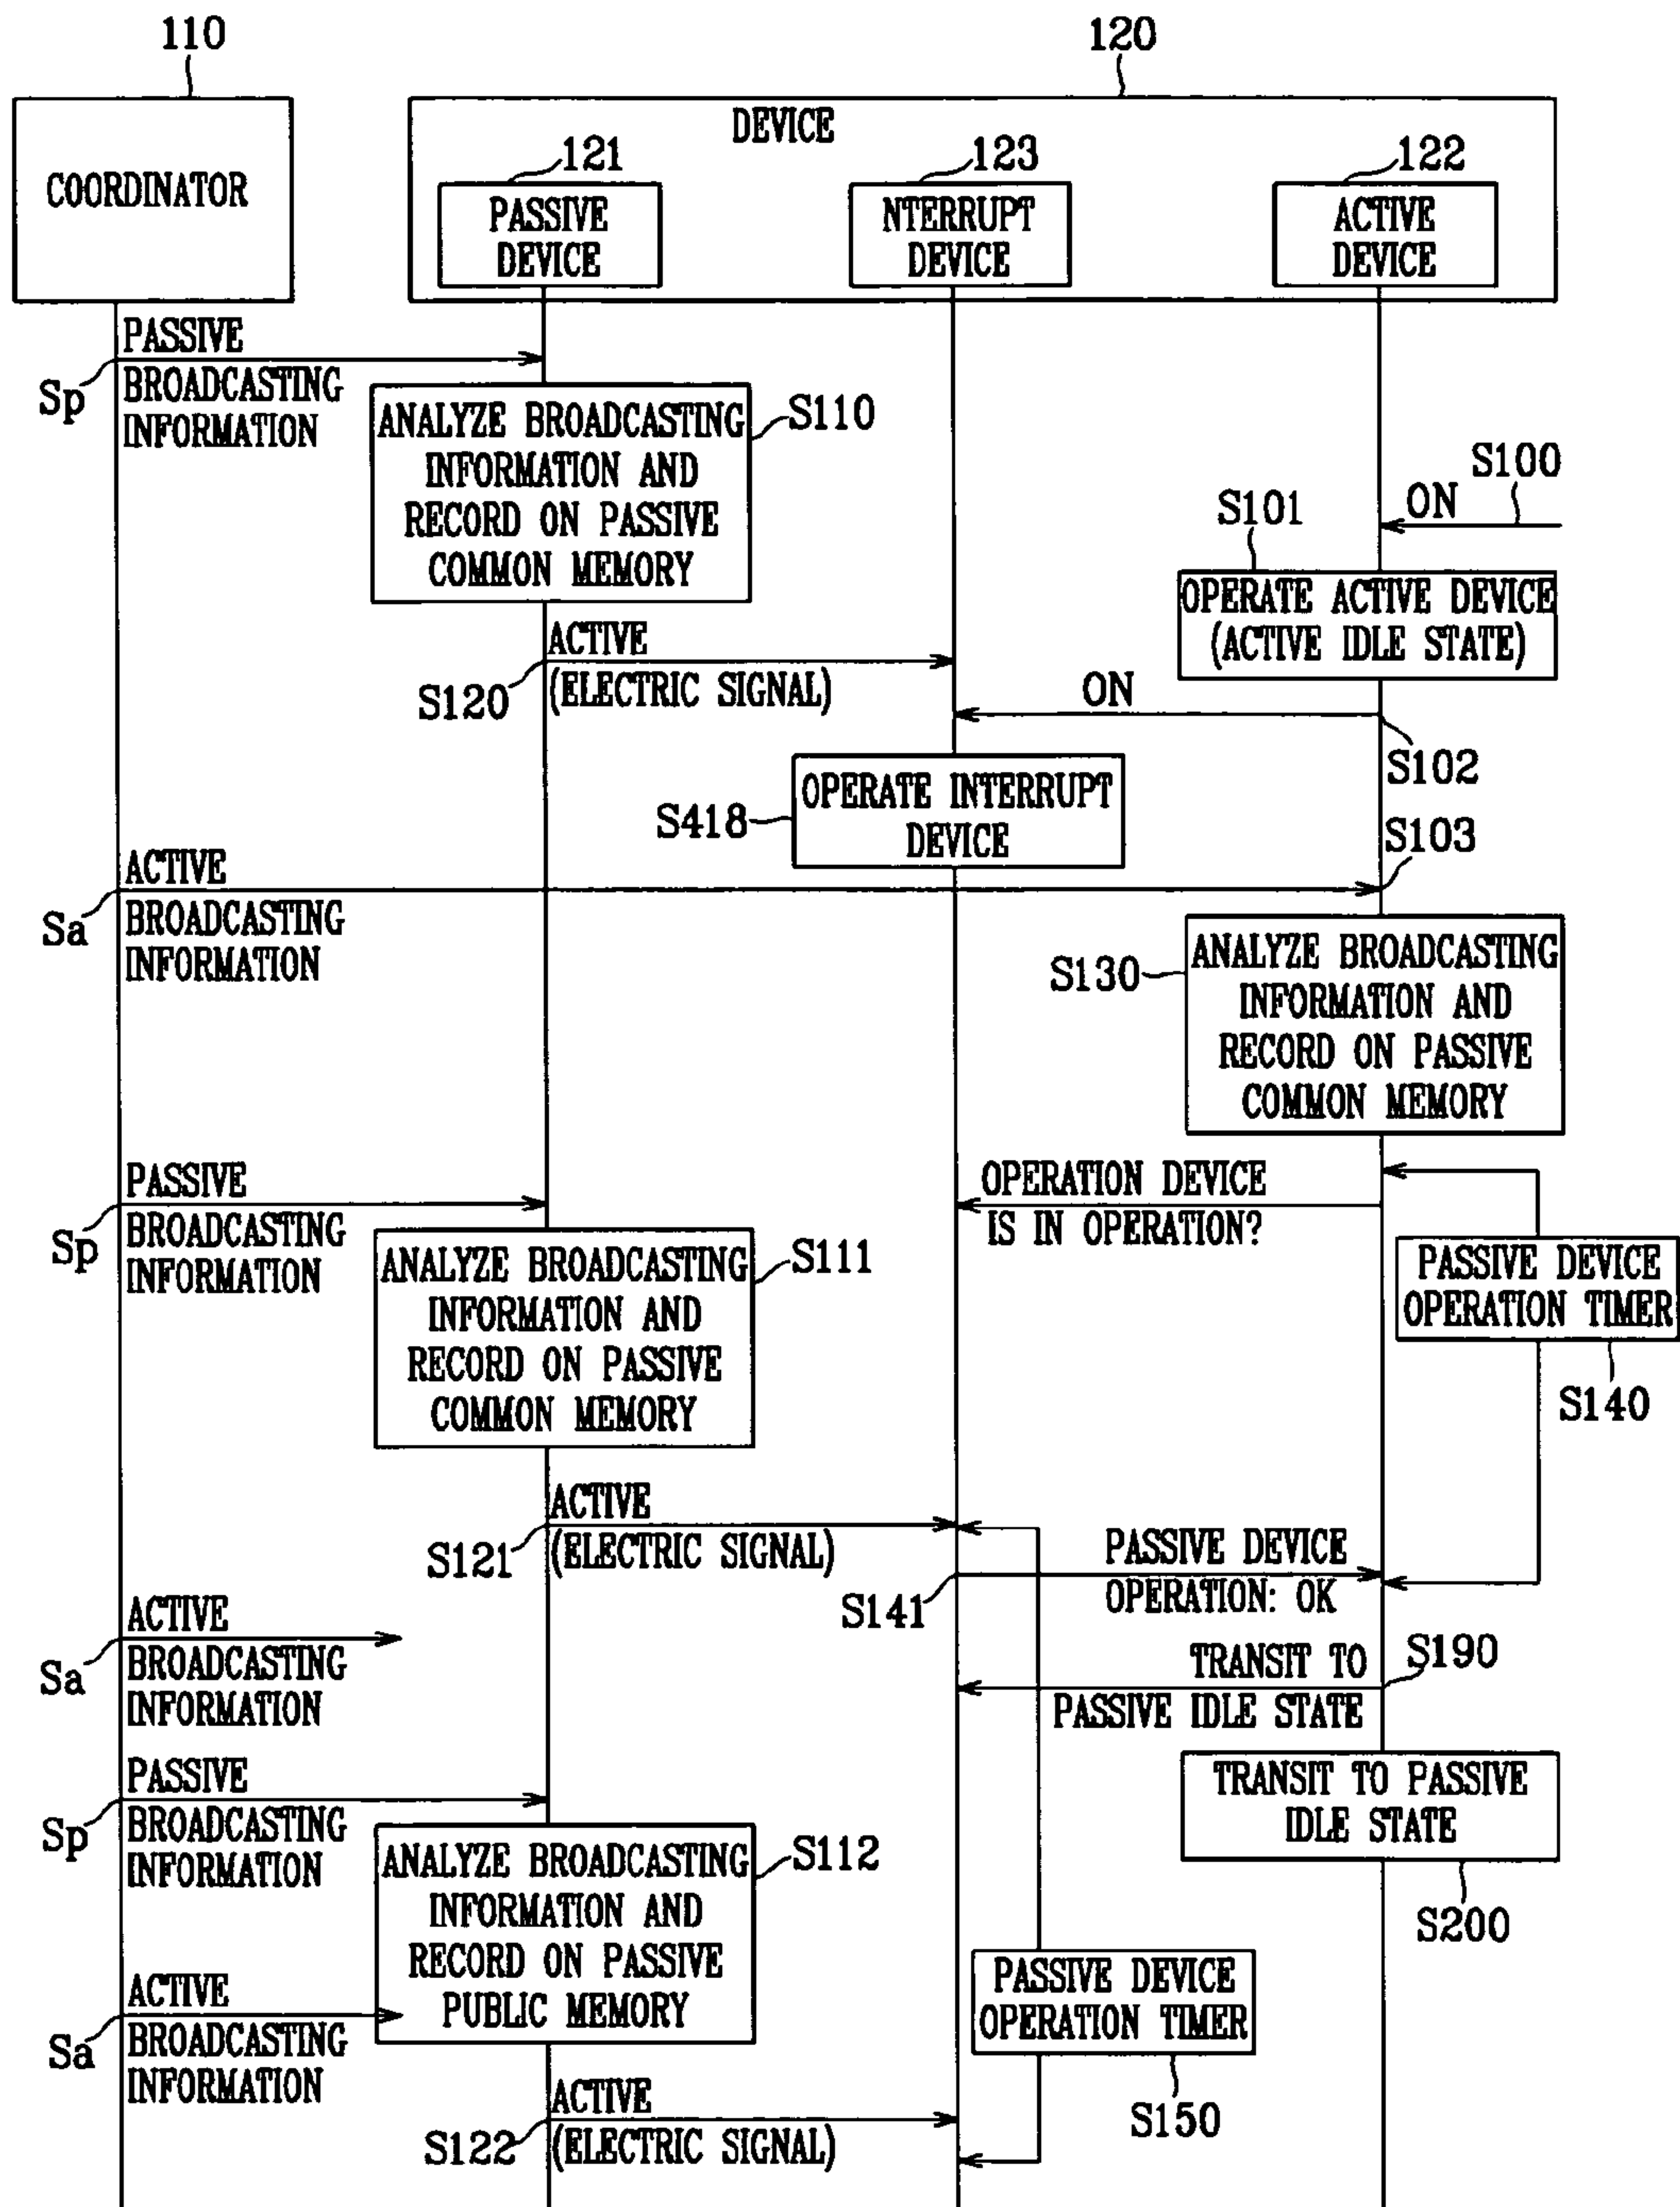 110
120
COORDINATOR
DEVICE
121
123
122
PASSIVE
DEVICE
NTERRUPT
DEVICE
ACTIVE
DEVICE
PASSIVE
Sp
BROADCASTING
INFORMATION
ANALYZE BROADCASTING
INFORMATION AND
RECORD ON PASSIVE
COMMON MEMORY
S110
S100
ON
S101
OPERATE ACTIVE DEVICE
(ACTIVE IDLE STATE)
ACTIVE
S120
(ELECTRIC SIGNAL)
ON
S102
S418
OPERATE INTERRUPT
DEVICE
S103
ACTIVE
Sa
BROADCASTING
INFORMATION
S130
ANALYZE BROADCASTING
INFORMATION AND
RECORD ON PASSIVE
COMMON MEMORY
PASSIVE
Sp
BROADCASTING
INFORMATION
OPERATION DEVICE
IS IN OPERATION?
ANALYZE BROADCASTING
INFORMATION AND
RECORD ON PASSIVE
COMMON MEMORY
S111
PASSIVE DEVICE
OPERATION TIMER
S140
ACTIVE
S121
(ELECTRIC SIGNAL)
PASSIVE DEVICE
S141
OPERATION: OK
ACTIVE
Sa
BROADCASTING
INFORMATION
TRANSIT TO
S190
PASSIVE IDLE STATE
PASSIVE
Sp
BROADCASTING
INFORMATION
TRANSIT TO PASSIVE
IDLE STATE
S200
ANALYZE BROADCASTING
INFORMATION AND
RECORD ON PASSIVE
PUBLIC MEMORY
S112
ACTIVE
Sa
BROADCASTING
INFORMATION
PASSIVE DEVICE
OPERATION TIMER
S150
ACTIVE
S122
(ELECTRIC SIGNAL)